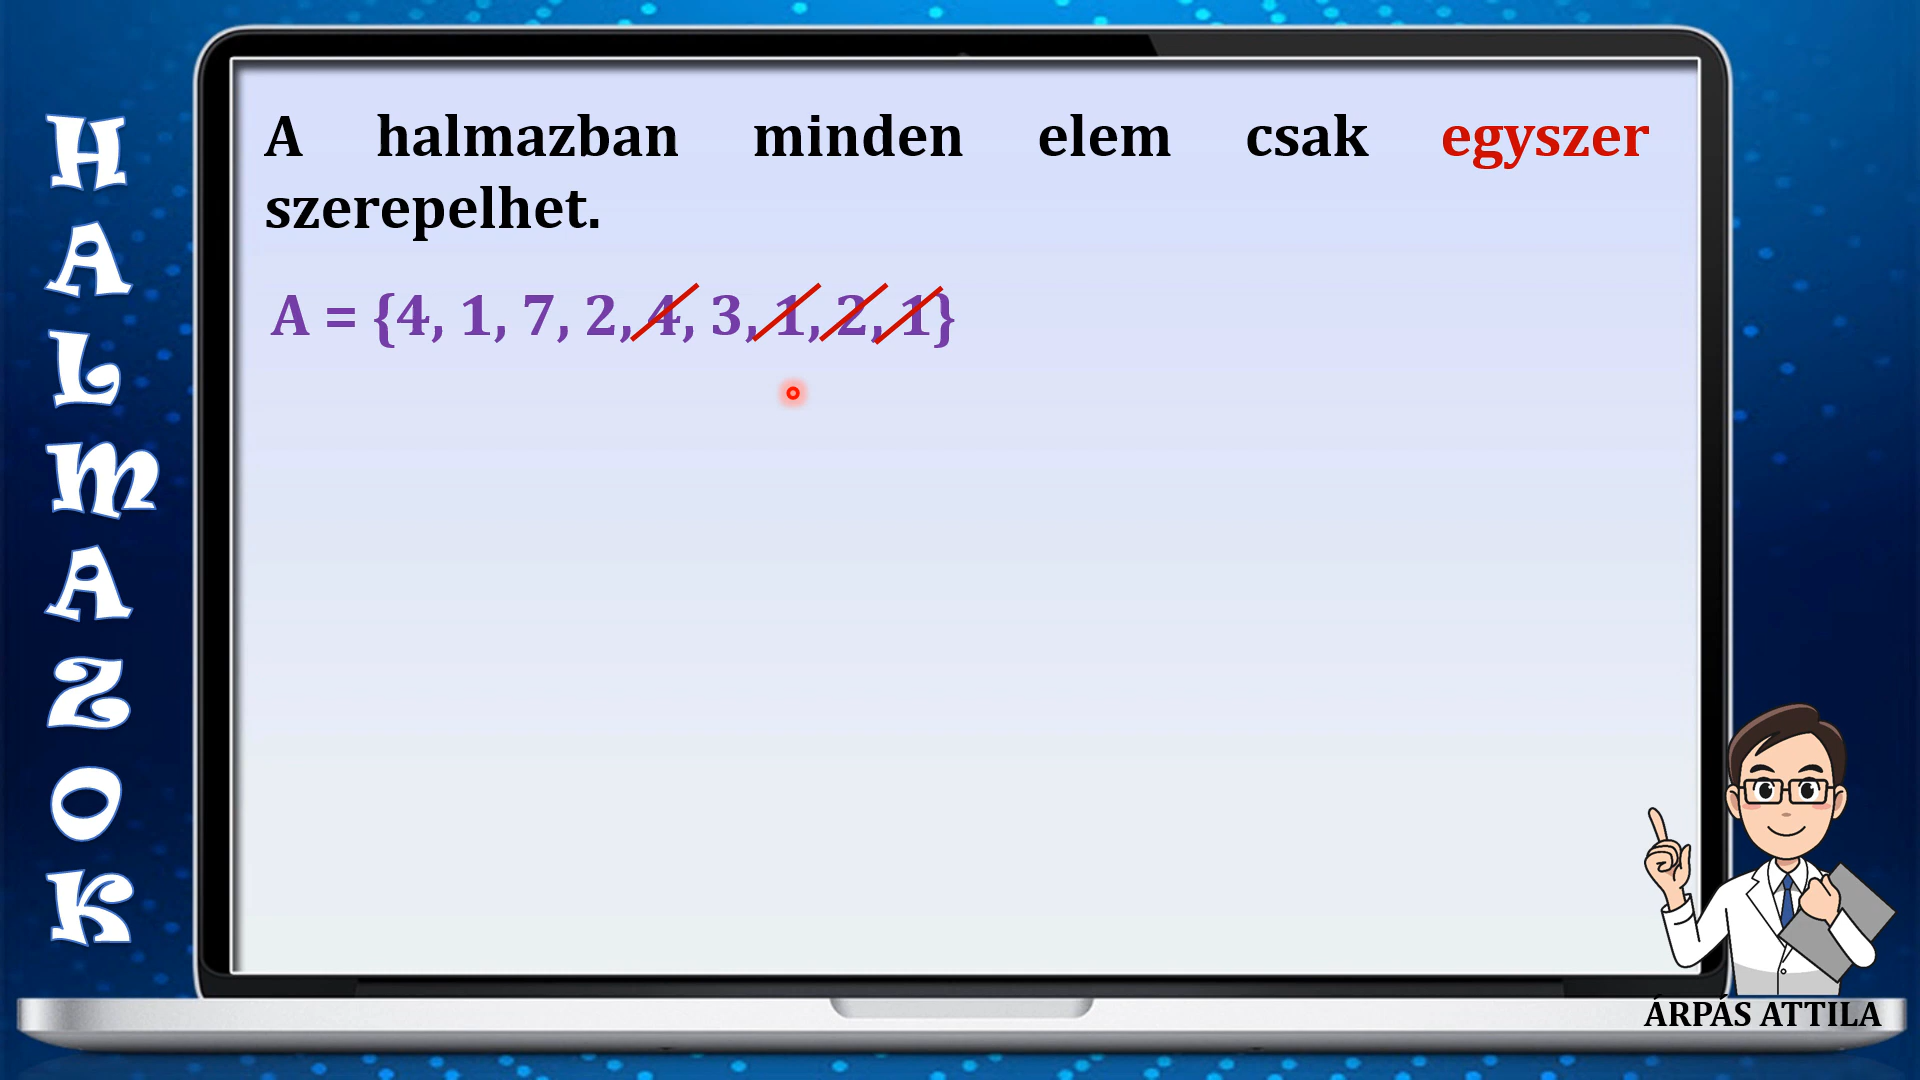 HALMAZOK
A halmazban minden elem csak egyszer
szerepelhet.
A = {4, 1, 7, 2, 4, 3, 1, 2, 1}
ÁRPÁS ATTILA